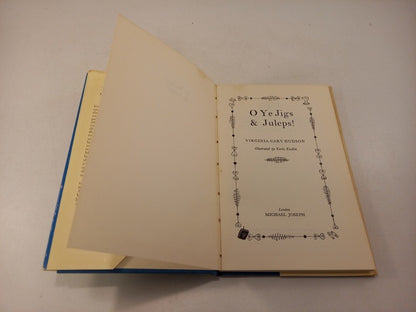 O Ye Jigs
& Juleps!
VIRGINIA CARY HUDSON
Illustrated by Karla Kuskin
London
MICHAEL JOSEPH